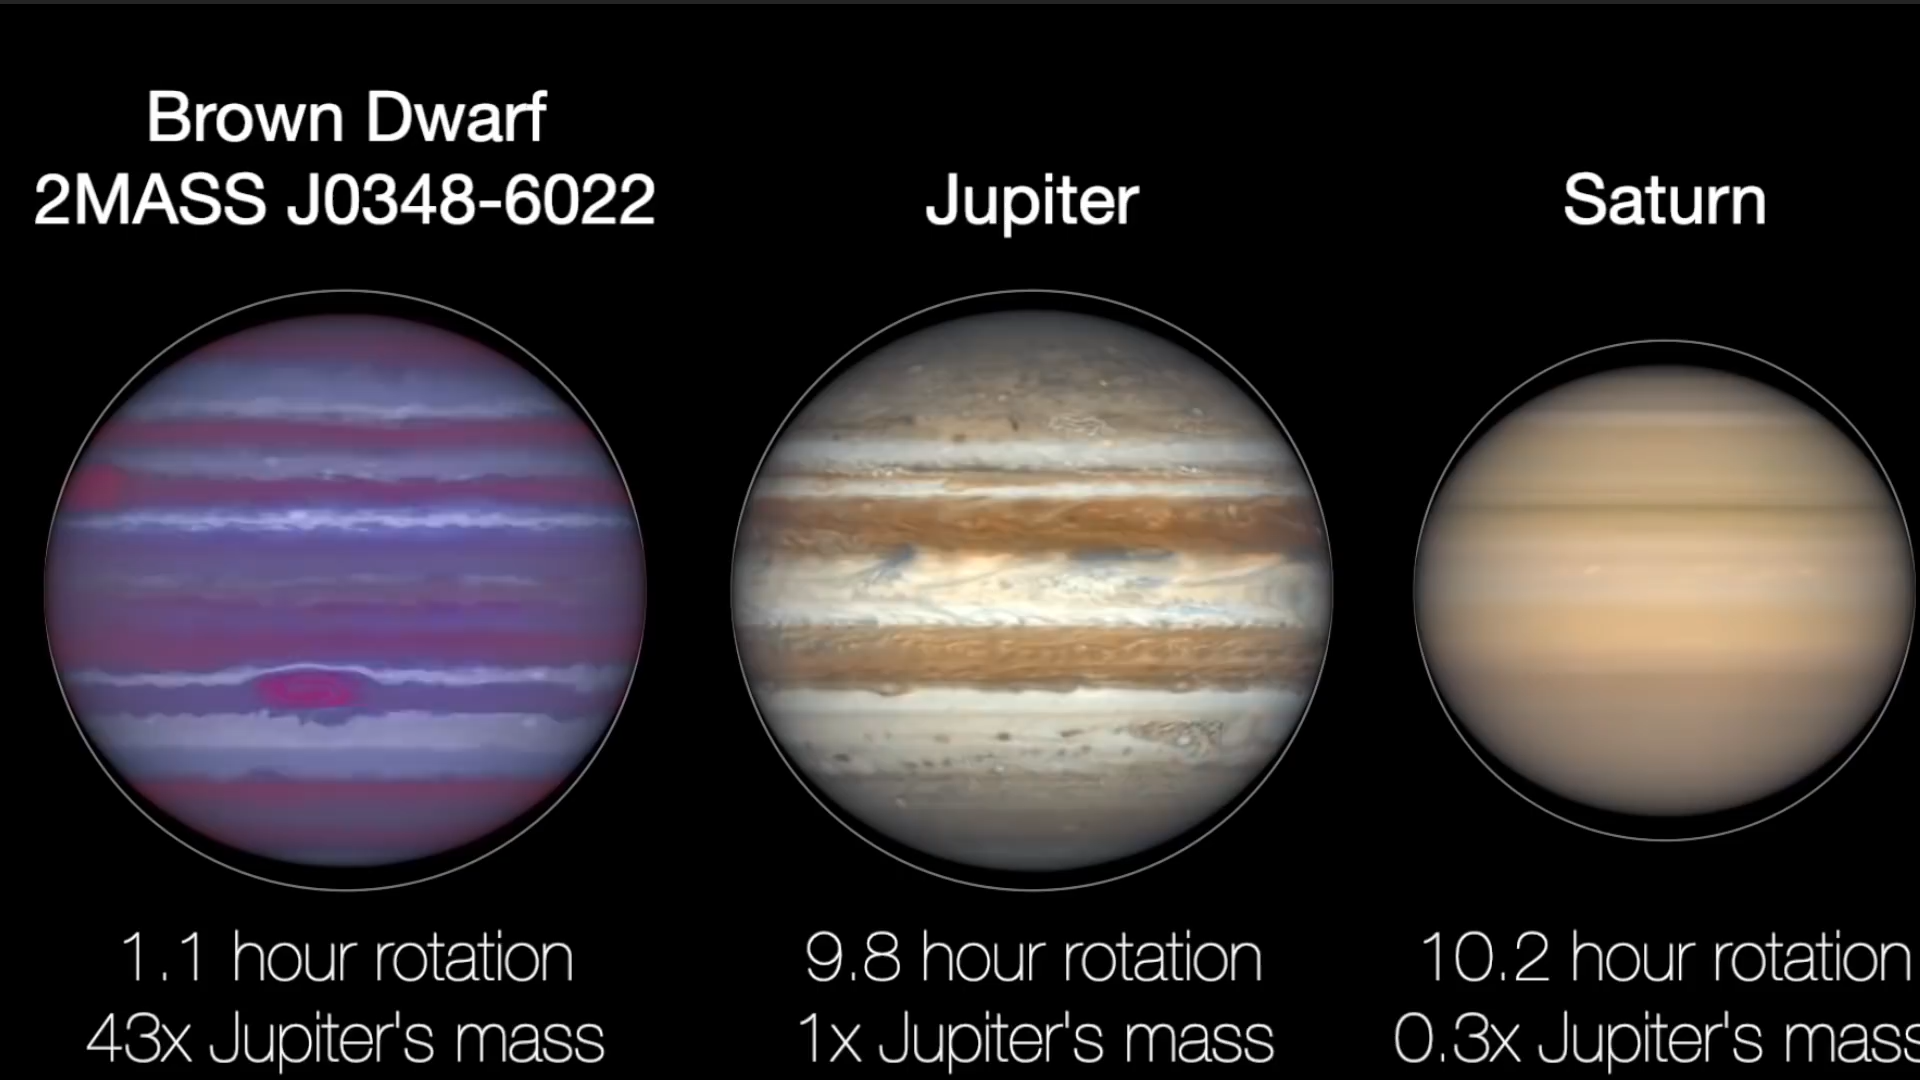 Brown Dwarf
2MASS J0348-6022
Jupiter
Saturn
1.1 hour rotation
43x Jupiter's mass
9.8 hour rotation
1x Jupiter's mass
10.2 hour rotation
0.3x Jupiter's mass